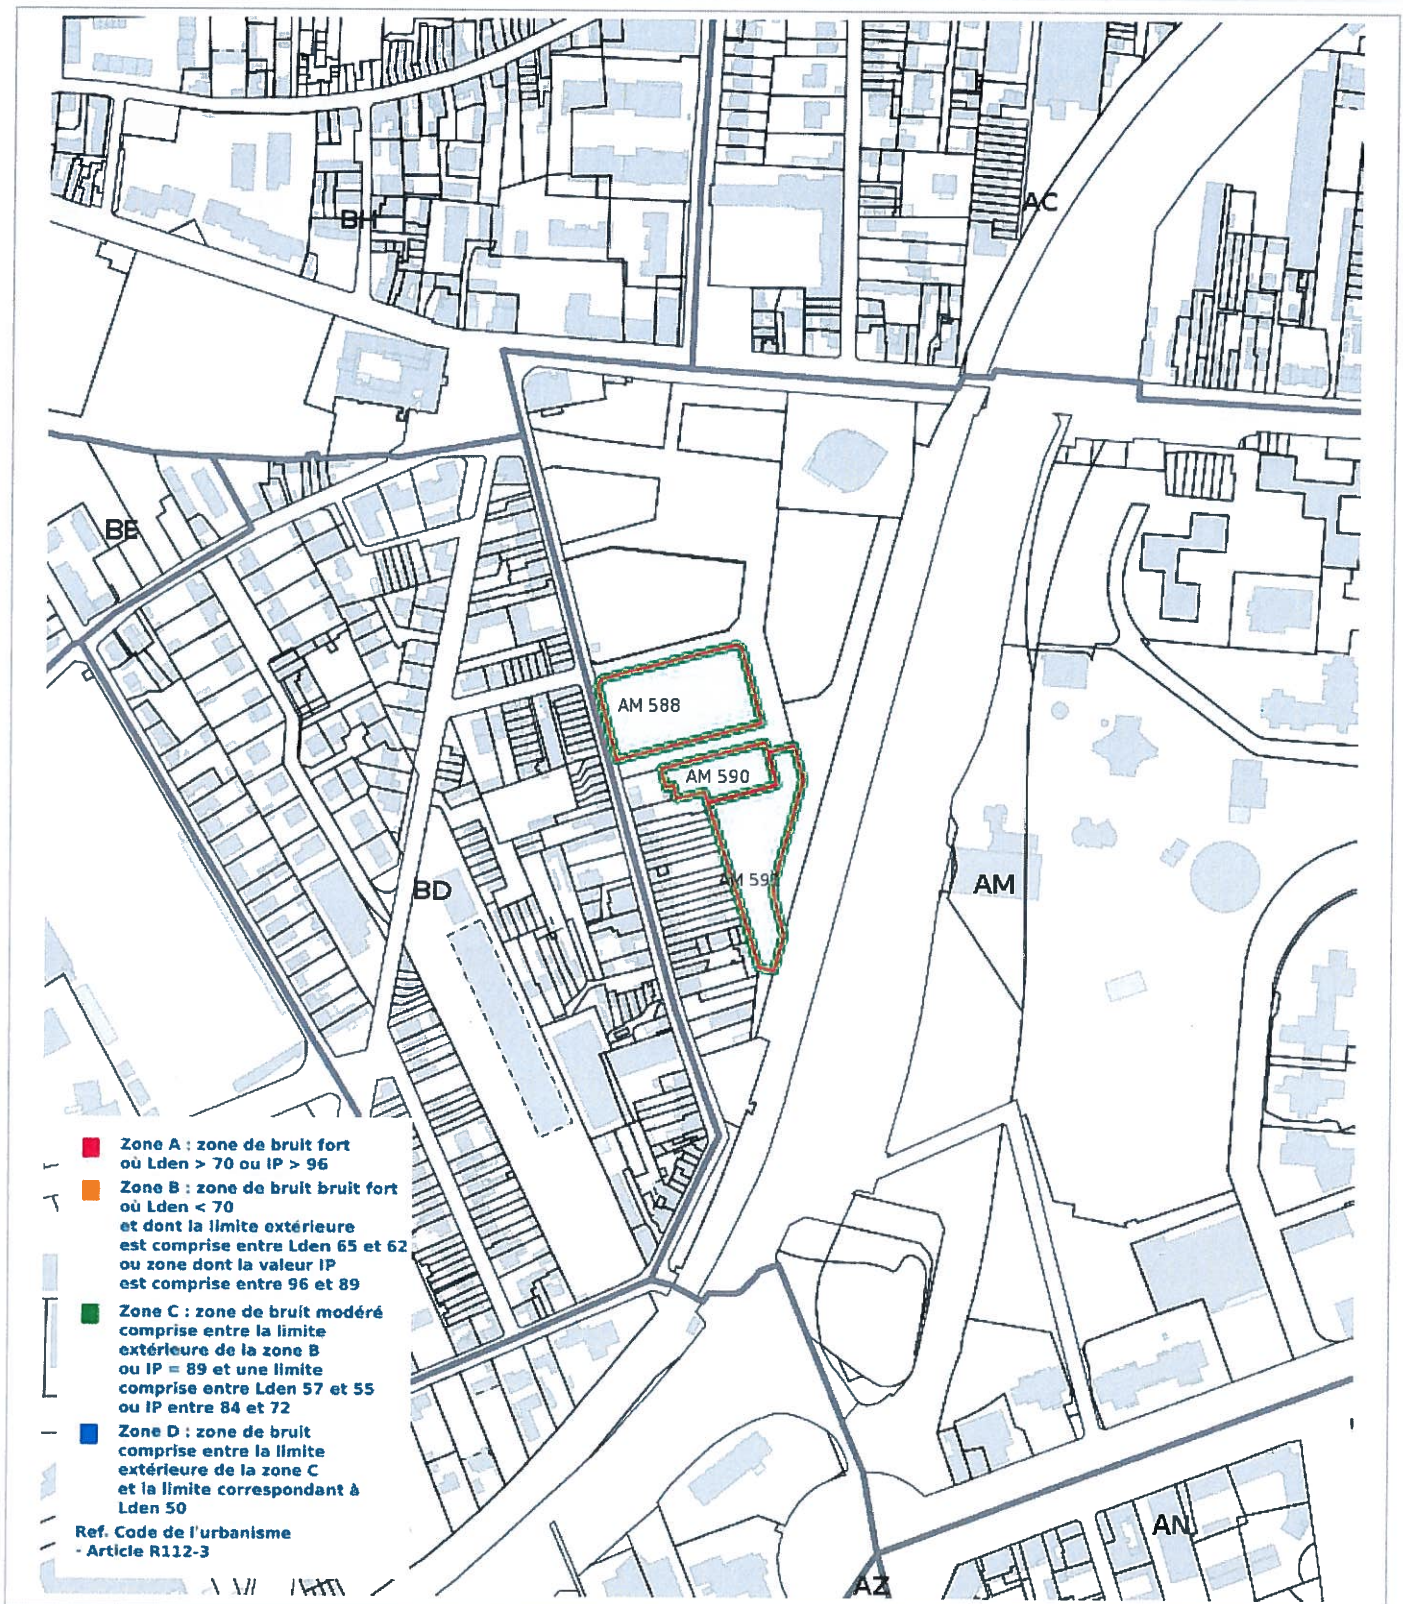 BH
AC
BE
AM 588
AM 590
AM 59
BD
AM
Zone A : zone de bruit fort
où Lden > 70 ou IP > 96
Zone B : zone de bruit bruit fort
où Lden < 70
et dont la limite extérieure
est comprise entre Lden 65 et 62
ou zone dont la valeur IP
est comprise entre 96 et 89
Zone C : zone de bruit modéré
comprise entre la limite
extérieure de la zone B
ou IP = 89 et une limite
comprise entre Lden 57 et 55
ou IP entre 84 et 72
Zone D : zone de bruit
comprise entre la limite
extérieure de la zone C
et la limite correspondant à
Lden 50
Ref. Code de l'urbanisme
- Article R112-3
AN
AZ